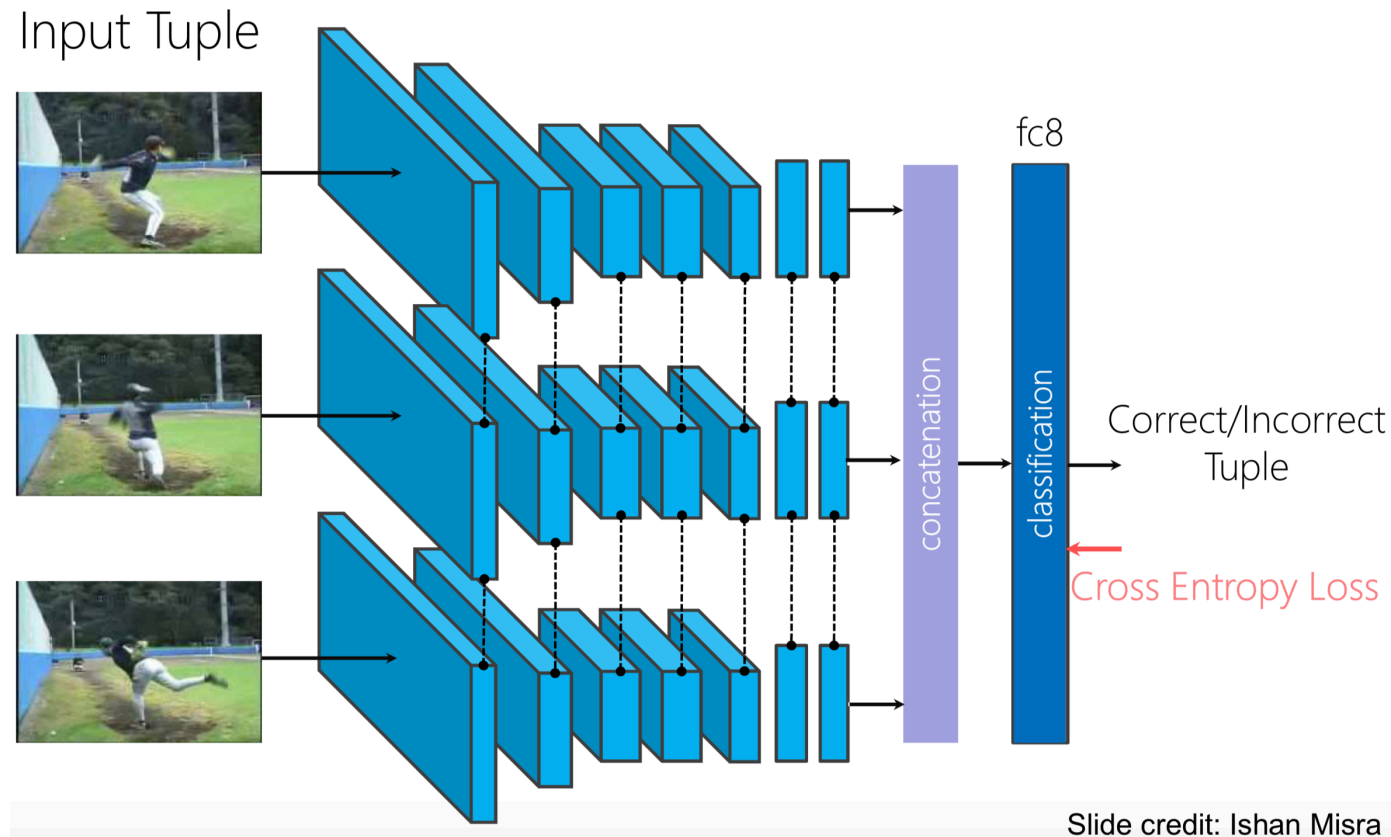 Input Tuple
fc8
concatenation
classification
Correct/Incorrect
Tuple
Cross Entropy Loss
Slide credit: Ishan Misra